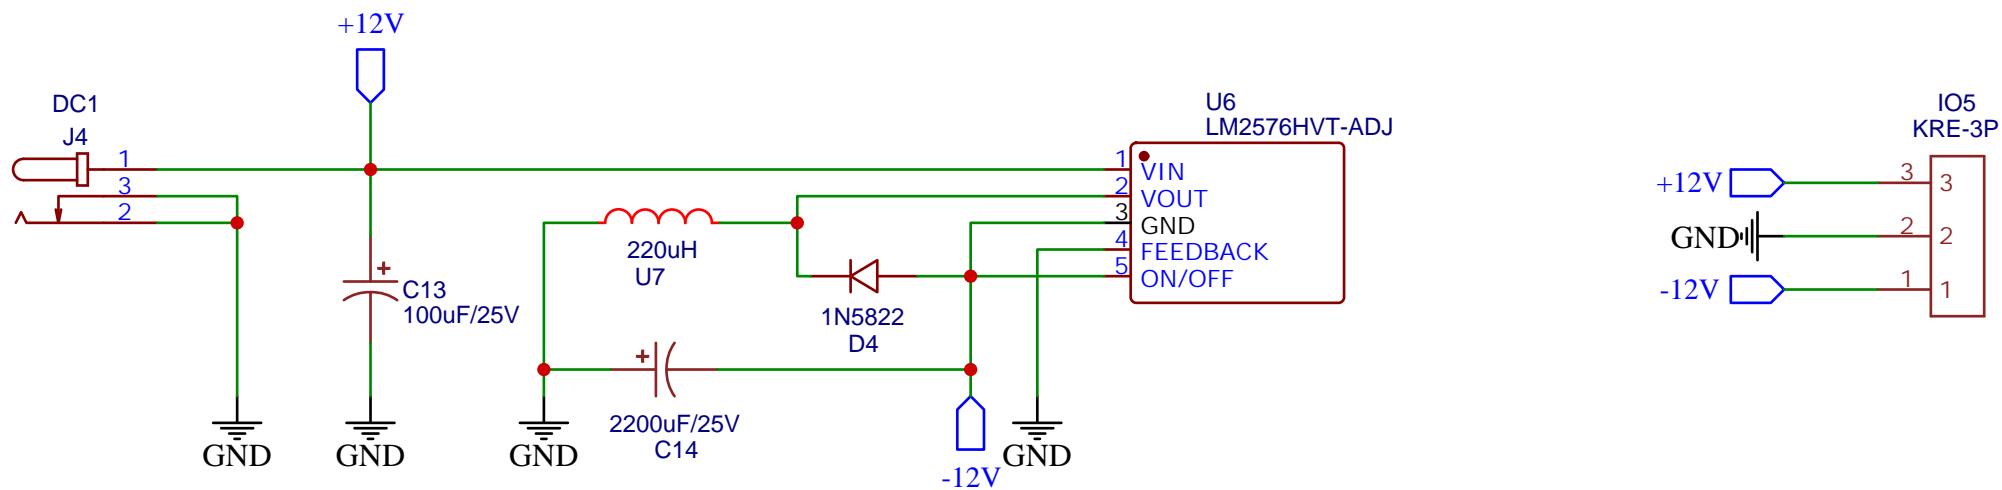 +12V
DC1
J4
1
3
2
+
C13
100uF/25V
GND
GND
220uH
U7
1N5822
D4
+
2200uF/25V
C14
GND
-12V
GND
U6
LM2576HVT-ADJ
1
VIN
2
VOUT
3
GND
4
FEEDBACK
5
ON/OFF
IO5
KRE-3P
+12V
3
3
GND
2
2
-12V
1
1